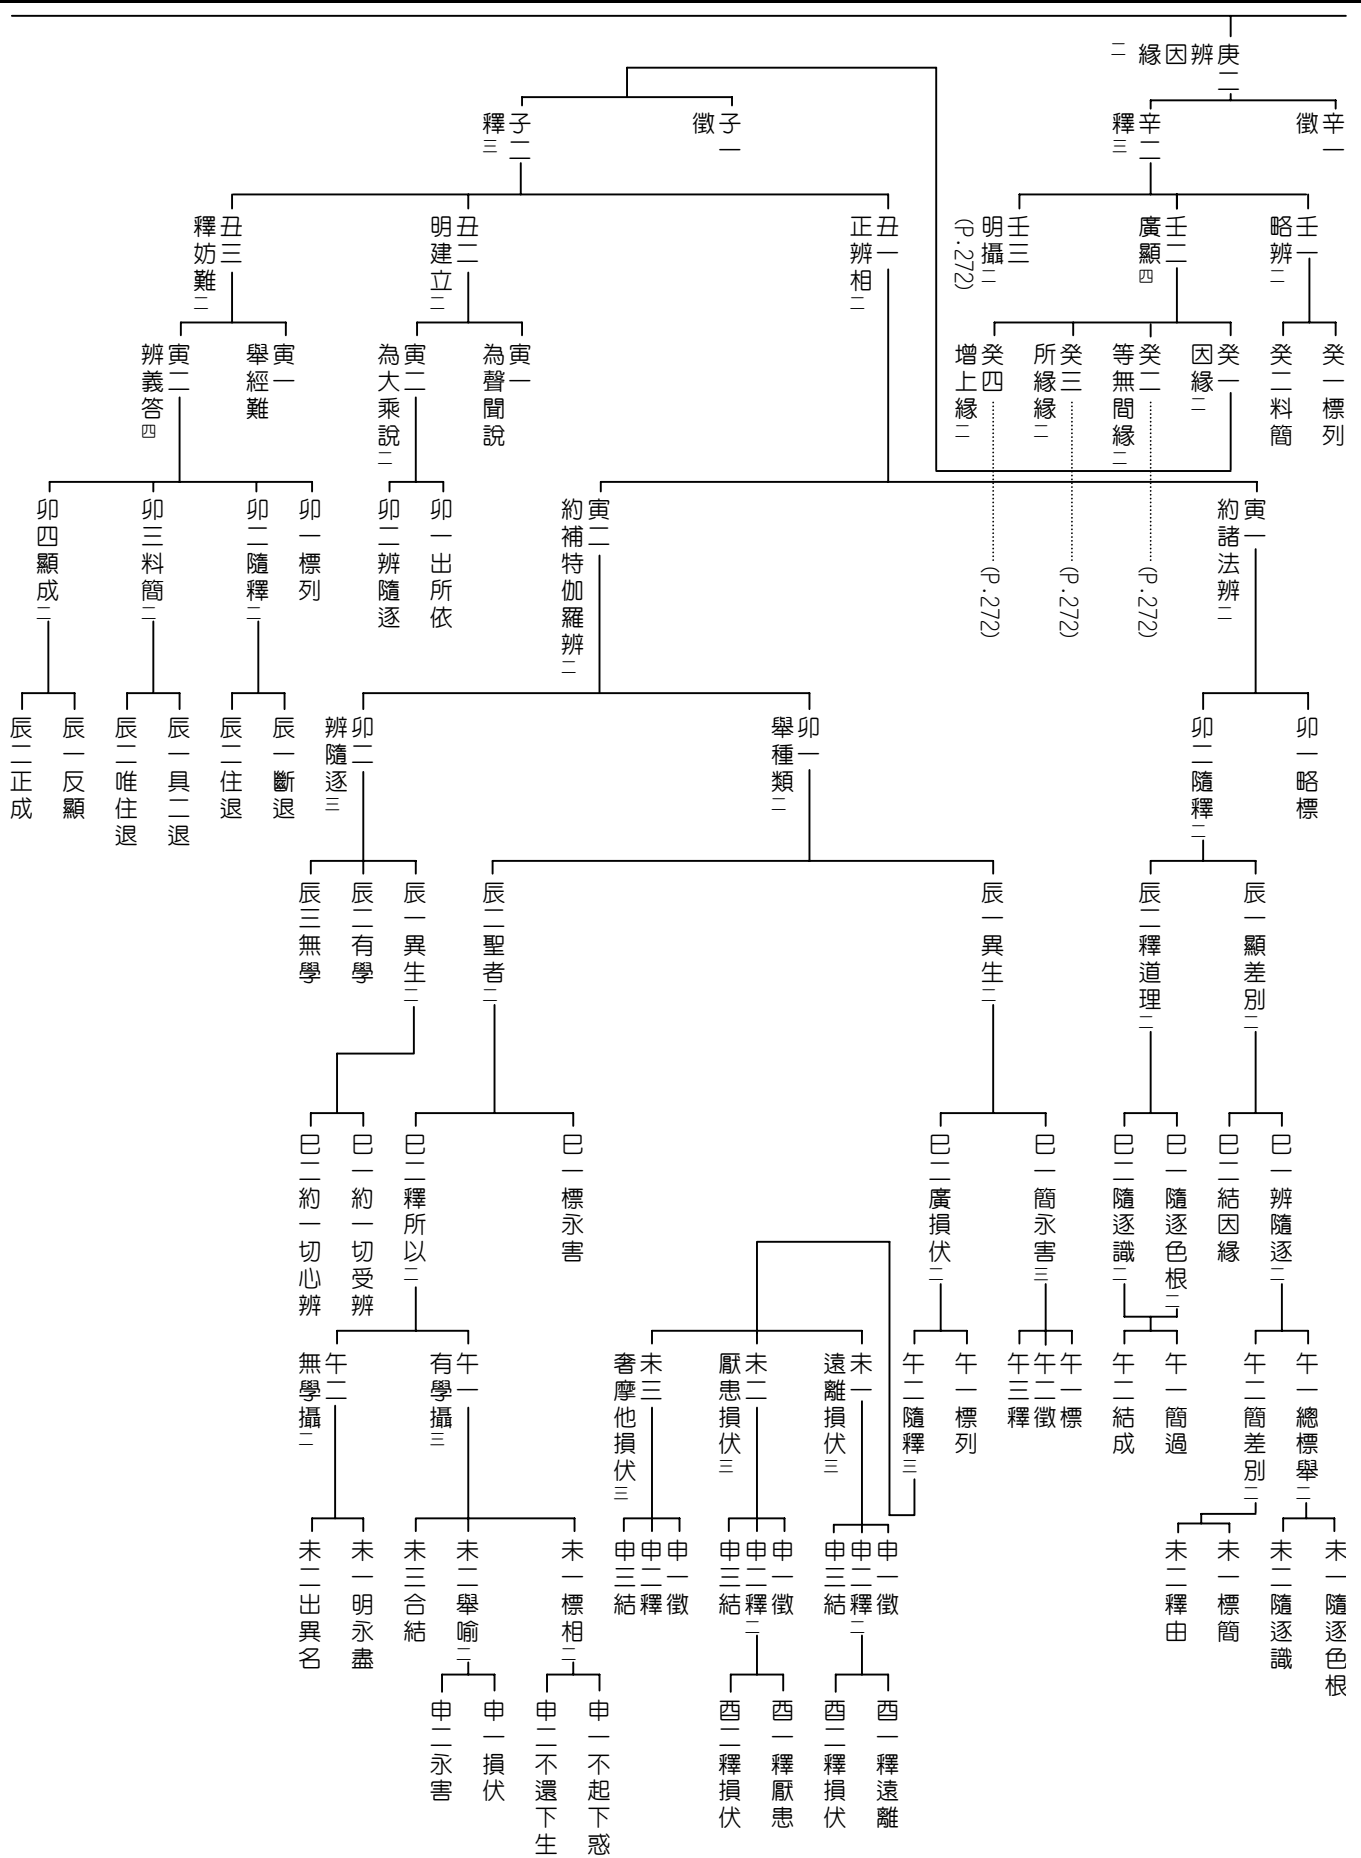 庚二
辨因緣二
辛一
徵
辛二
釋三
子一
徵
子二
釋三
壬一
略辨二
壬二
廣顯四
壬三
明攝二
(P.272)
丑一
正辨相二
丑二
明建立二
丑三
釋妨難二
癸一標列
癸二料簡
癸一
因緣二
癸二
等無間緣二
癸三
所緣緣二
癸四
增上緣二
寅一
為聲聞說
寅二
為大乘說二
寅一
舉經難
寅二
辨義答四
寅一
約諸法辨二
(P.272)
(P.272)
(P.272)
寅二
約補特伽羅辨二
卯一出所依
卯二辨隨逐
卯一標列
卯二隨釋二
卯三料簡二
卯四顯成二
卯一略標
卯二隨釋二
卯一
舉種類二
卯二
辨隨逐三
辰一斷退
辰二住退
辰一具二退
辰二唯住退
辰一反顯
辰二正成
辰一顯差別二
辰二釋道理二
辰一異生二
辰二聖者二
辰一異生二
辰二有學
辰三無學
巳一辨隨逐二
巳二結因緣
巳一隨逐色根二
巳二隨逐識二
巳一簡永害三
巳二廣損伏二
巳一標永害
巳二釋所以二
巳一約一切受辨
巳二約一切心辨
午一總標舉二
午二簡差別二
午一簡過
午二結成
午一標
午二徵
午三釋
午一標列
午二隨釋三
未一
遠離損伏三
未二
厭患損伏三
未三
奢摩他損伏三
午一
有學攝三
午二
無學攝二
未一隨逐色根
未二隨逐識
未一標簡
未二釋由
申一徵
申二釋二
申三結
申一徵
申二釋二
申三結
申一徵
申二釋
申三結
未一標相二
未二舉喻二
未三合結
未一明永盡
未二出異名
酉一釋遠離
酉二釋損伏
酉一釋厭患
酉二釋損伏
申一不起下惑
申二不還下生
申一損伏
申二永害